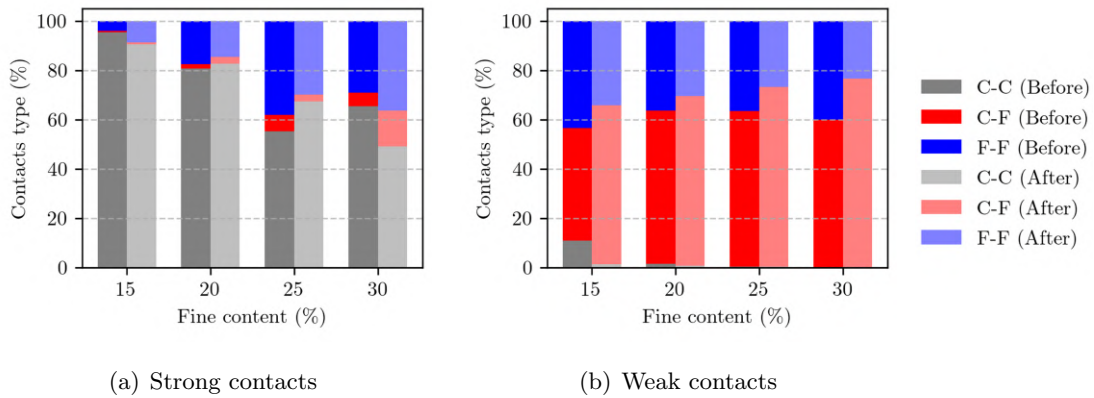 100
80
60
40
20
0
Contacts type (%)
15 20 25 30
Fine content (%)
(a) Strong contacts
100
80
60
40
20
0
Contacts type (%)
15 20 25 30
Fine content (%)
(b) Weak contacts
C-C (Before)
C-F (Before)
F-F (Before)
C-C (After)
C-F (After)
F-F (After)